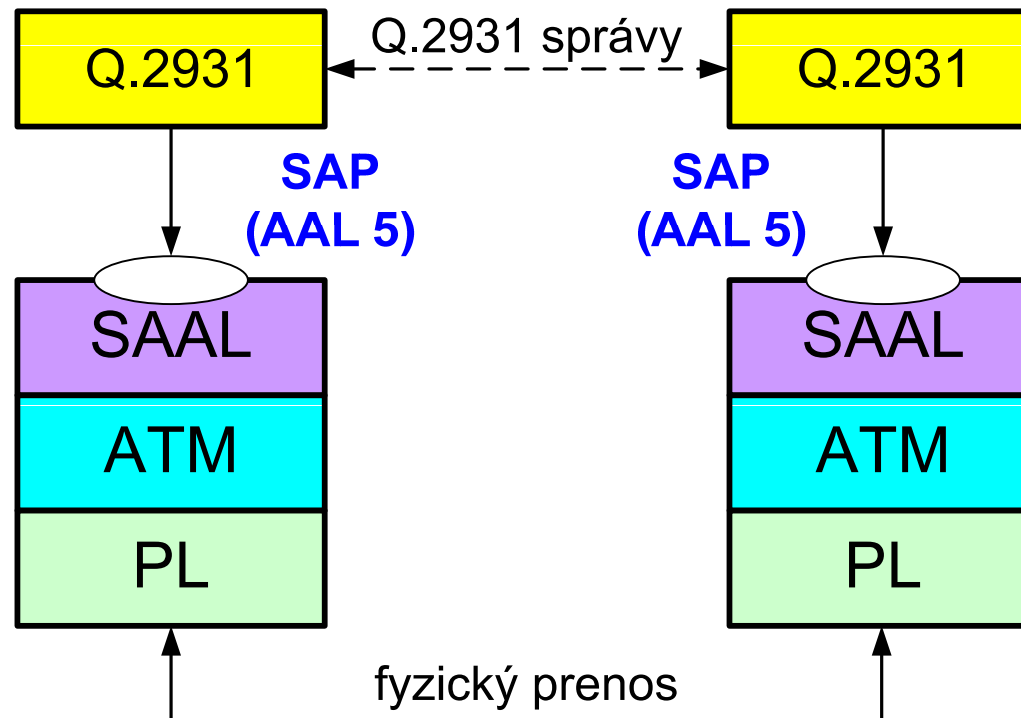 Q.2931
Q.2931 správy
Q.2931
SAP
(AAL 5)
SAP
(AAL 5)
SAAL
ATM
PL
SAAL
ATM
PL
fyzický prenos